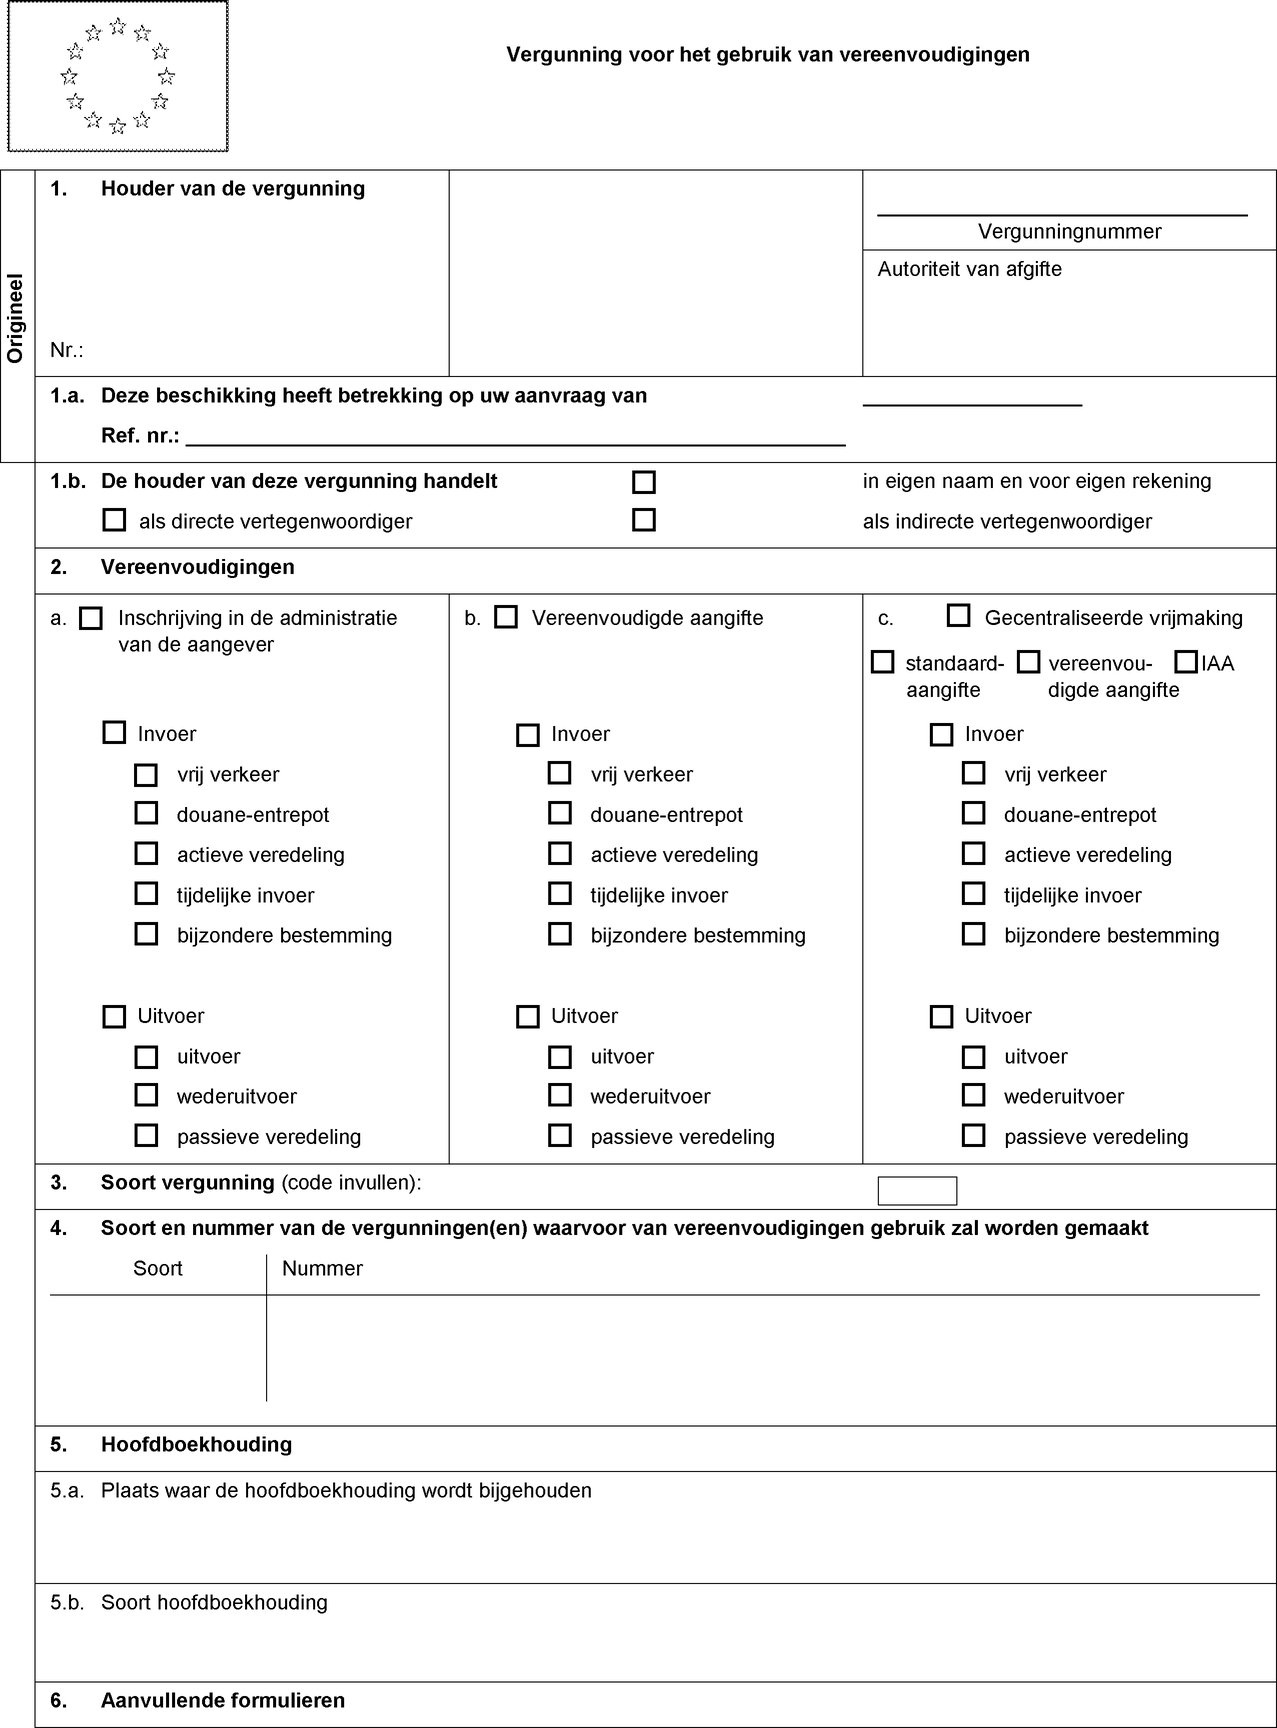 Vergunning voor het gebruik van vereenvoudigingen
Origineel
1. Houder van de vergunning
Nr.:
Vergunningnummer
Autoriteit van afgifte
1.a. Deze beschikking heeft betrekking op uw aanvraag van
Ref. nr.:
1.b. De houder van deze vergunning handelt
in eigen naam en voor eigen rekening
als directe vertegenwoordiger
als indirecte vertegenwoordiger
2. Vereenvoudigingen
a. Inschrijving in de administratie
van de aangever
Invoer
vrij verkeer
douane-entrepot
actieve veredeling
tijdelijke invoer
bijzondere bestemming
Uitvoer
uitvoer
wederuitvoer
passieve veredeling
b. Vereenvoudigde aangifte
Invoer
vrij verkeer
douane-entrepot
actieve veredeling
tijdelijke invoer
bijzondere bestemming
Uitvoer
uitvoer
wederuitvoer
passieve veredeling
c. Gecentraliseerde vrijmaking
standaard- vereenvou- IAA
aangifte digde aangifte
Invoer
vrij verkeer
douane-entrepot
actieve veredeling
tijdelijke invoer
bijzondere bestemming
Uitvoer
uitvoer
wederuitvoer
passieve veredeling
3. Soort vergunning (code invullen):
4. Soort en nummer van de vergunningen(en) waarvoor van vereenvoudigingen gebruik zal worden gemaakt
Soort Nummer
5. Hoofdboekhouding
5.a. Plaats waar de hoofdboekhouding wordt bijgehouden
5.b. Soort hoofdboekhouding
6. Aanvullende formulieren